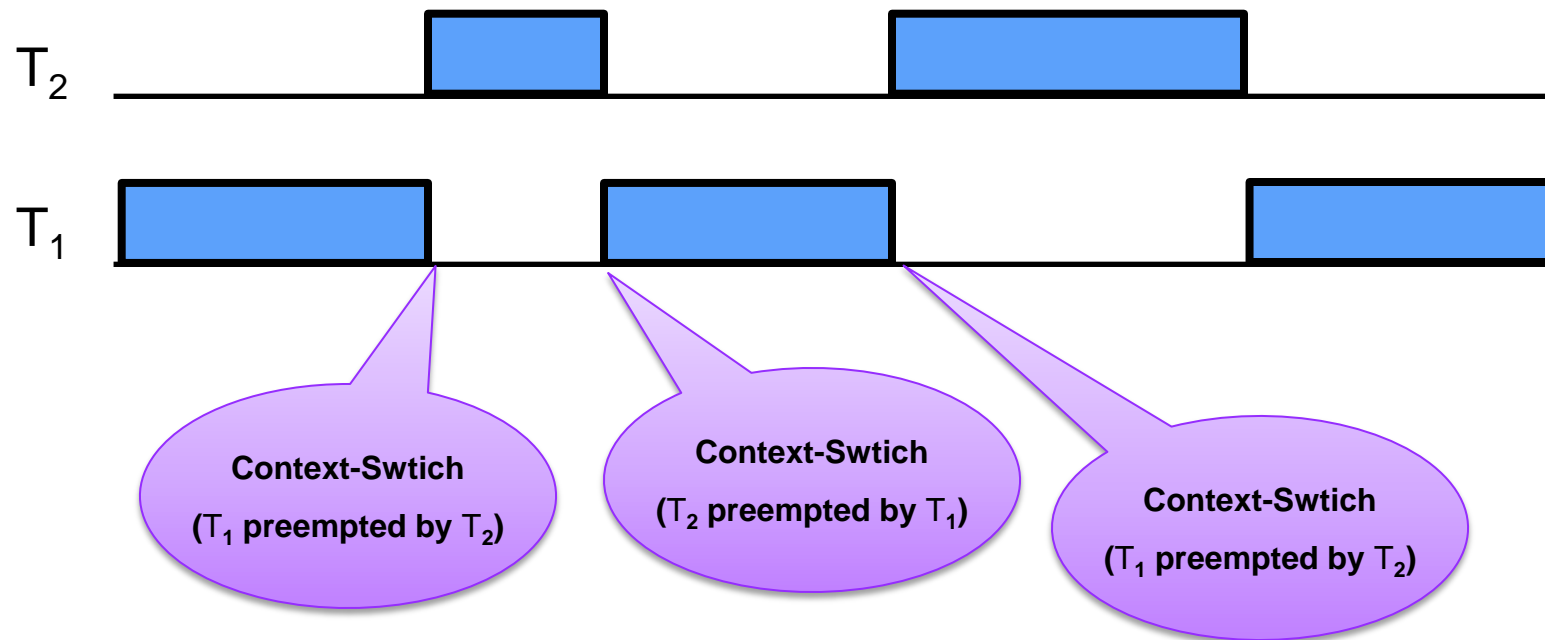 T₂
T₁
Context-Swtich
(T₁ preempted by T₂)
Context-Swtich
(T₂ preempted by T₁)
Context-Swtich
(T₁ preempted by T₂)